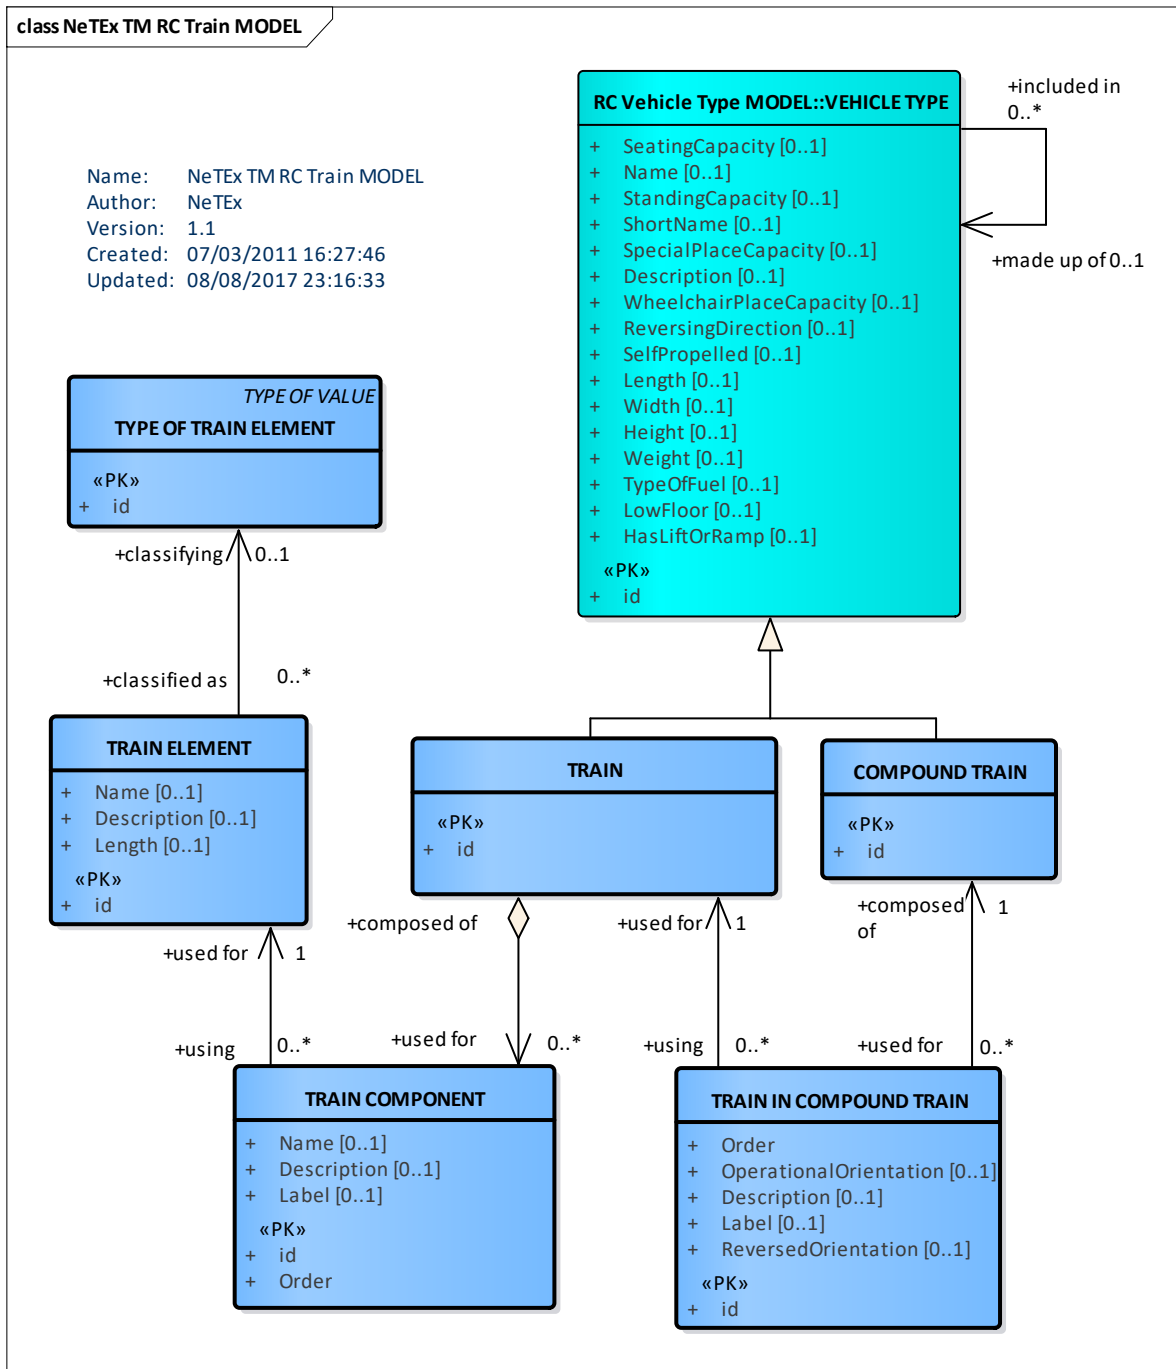 class NeTEx TM RC Train MODEL
Name: NeTEx TM RC Train MODEL
Author: NeTEx
Version: 1.1
Created: 07/03/2011 16:27:46
Updated: 08/08/2017 23:16:33
RC Vehicle Type MODEL::VEHICLE TYPE
+ SeatingCapacity [0..1]
+ Name [0..1]
+ StandingCapacity [0..1]
+ ShortName [0..1]
+ SpecialPlaceCapacity [0..1]
+ Description [0..1]
+ WheelchairPlaceCapacity [0..1]
+ ReversingDirection [0..1]
+ SelfPropelled [0..1]
+ Length [0..1]
+ Width [0..1]
+ Height [0..1]
+ Weight [0..1]
+ TypeOfFuel [0..1]
+ LowFloor [0..1]
+ HasLiftOrRamp [0..1]
«PK»
+ id
+included in
0..*
+made up of 0..1
TYPE OF VALUE
TYPE OF TRAIN ELEMENT
«PK»
+ id
+classifying 0..1
+classified as 0..*
TRAIN ELEMENT
+ Name [0..1]
+ Description [0..1]
+ Length [0..1]
«PK»
+ id
TRAIN
«PK»
+ id
COMPOUND TRAIN
«PK»
+ id
+used for 1
+using 0..*
+composed of
+used for 0..*
+used for 1
+using 0..*
+composed
of
1
+used for 0..*
TRAIN COMPONENT
+ Name [0..1]
+ Description [0..1]
+ Label [0..1]
«PK»
+ id
+ Order
TRAIN IN COMPOUND TRAIN
+ Order
+ OperationalOrientation [0..1]
+ Description [0..1]
+ Label [0..1]
+ ReversedOrientation [0..1]
«PK»
+ id